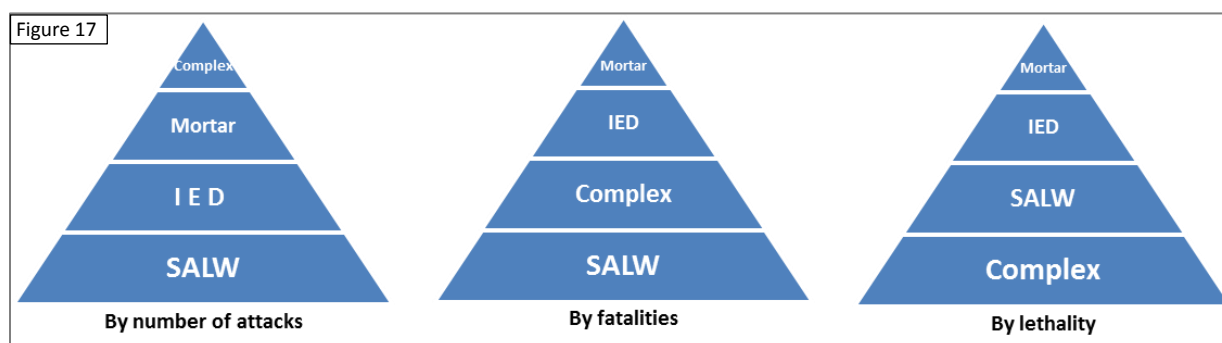 Figure 17
Complex
Mortar
I E D
SALW
By number of attacks
Mortar
IED
Complex
SALW
By fatalities
Mortar
IED
SALW
Complex
By lethality